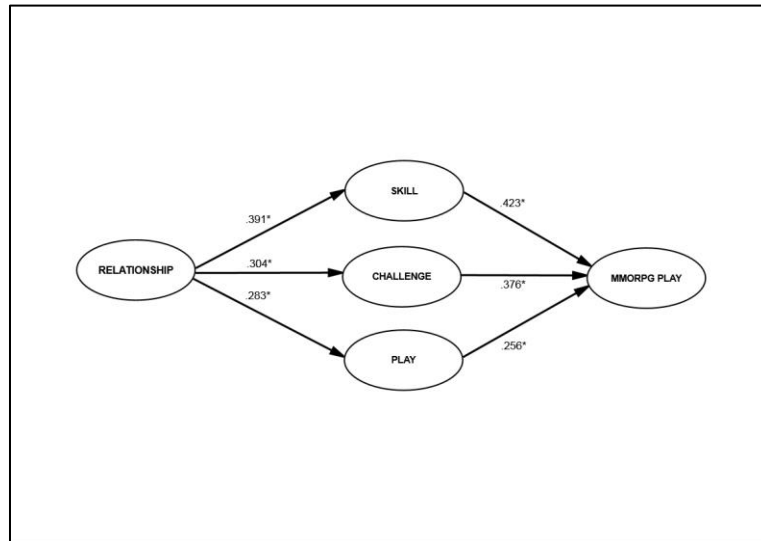 SKILL
.391*
.423*
RELATIONSHIP
.304*
CHALLENGE
.376*
MMORPG PLAY
.283*
PLAY
.256*